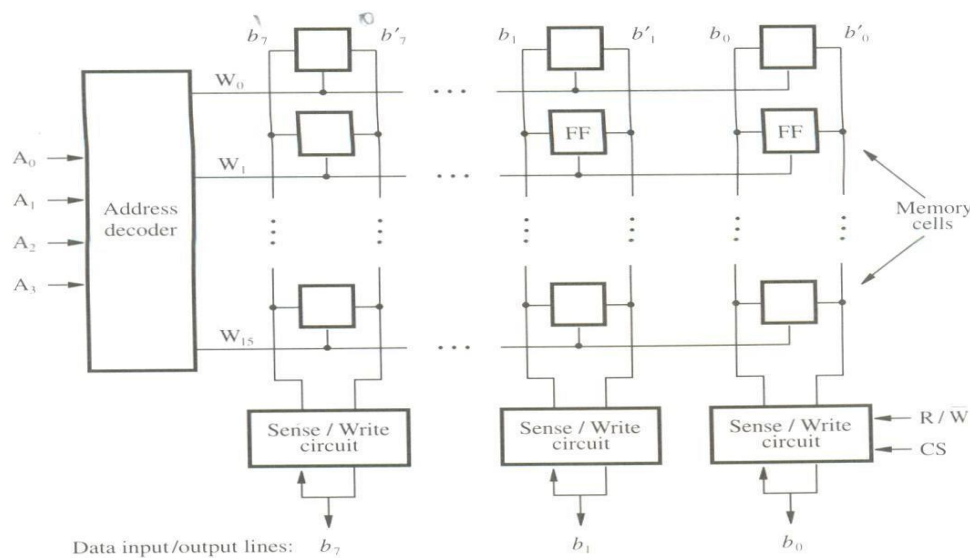 b₇ b'₇ b₁ b'₁ b₀ b'₀
W₀
FF FF
A₀
W₁
A₁
Address
decoder
Memory
cells
A₂
A₃
W₁₅
Sense / Write
circuit
Sense / Write
circuit
Sense / Write
circuit
R / W̅
CS
Data input/output lines: b₇ b₁ b₀